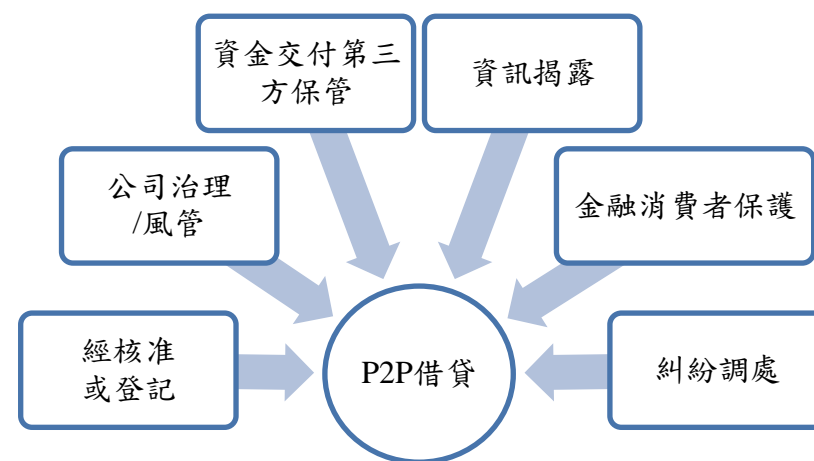 資金交付第三
方保管
資訊揭露
公司治理
/風管
金融消費者保護
經核准
或登記
P2P借貸
糾紛調處